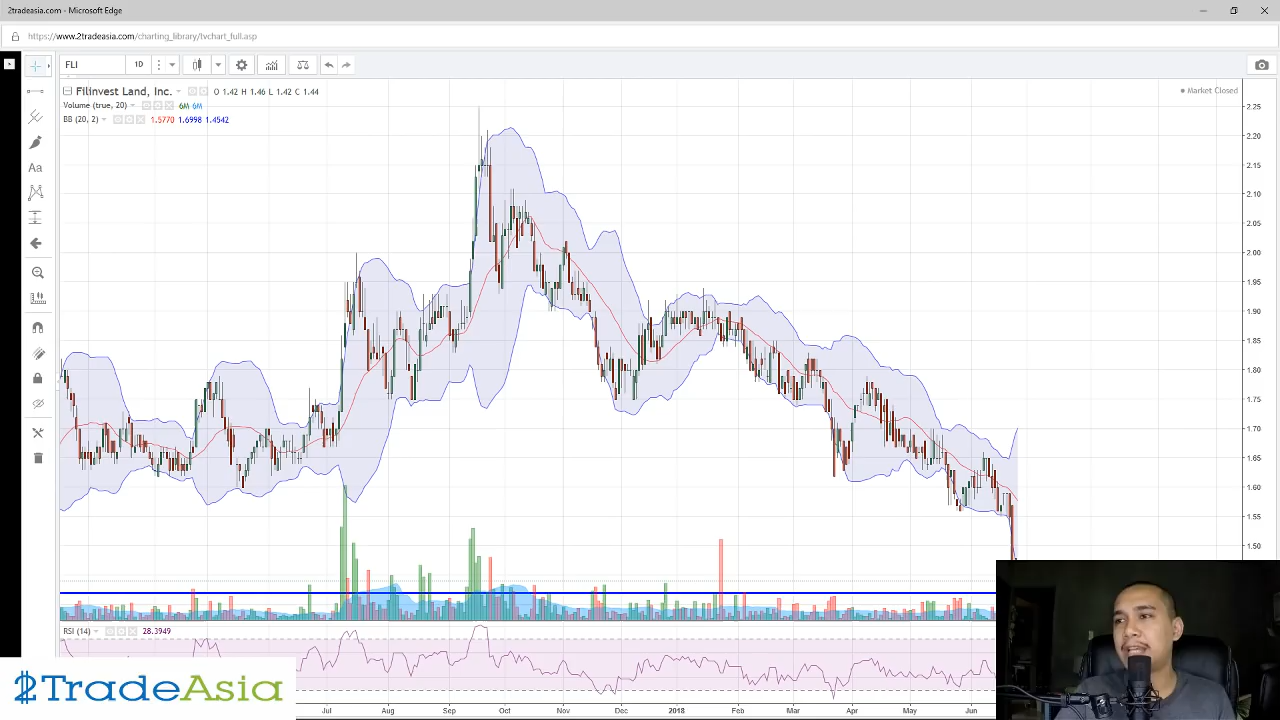 2tradeasia.com - Microsoft Edge
https://www.2tradeasia.com/charting_library/tvchart_full.asp
FLI 1D
Filinvest Land, Inc. O 1.42 H 1.46 L 1.42 C 1.44
Market Closed
Volume (true, 20) 6M 6M
BB (20, 2) 1.5770 1.6998 1.4542
Aa
2.25
2.20
2.15
2.10
2.05
2.00
1.95
1.90
1.85
1.80
1.75
1.70
1.65
1.60
1.55
1.50
RSI (14) 28.3949
2TradeAsia
Jul Aug Sep Oct Nov Dec 2018 Feb Mar Apr May Jun